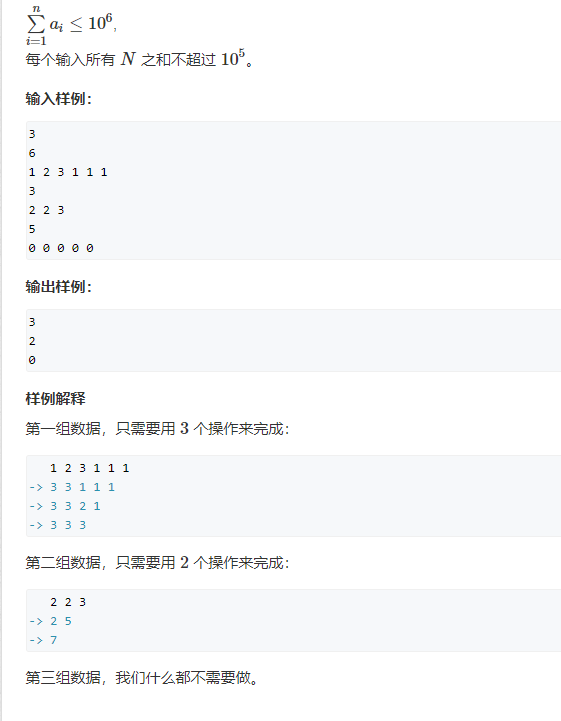 n
∑ a_i ≤ 10^6,
i=1
每个输入所有 N 之和不超过 10^5。
输入样例：
3
6
1 2 3 1 1 1
3
2 2 3
5
0 0 0 0 0
输出样例：
3
2
0
样例解释
第一组数据，只需要用 3 个操作来完成：
1 2 3 1 1 1
-> 3 3 1 1 1
-> 3 3 2 1
-> 3 3 3
第二组数据，只需要用 2 个操作来完成：
2 2 3
-> 2 5
-> 7
第三组数据，我们什么都不需要做。